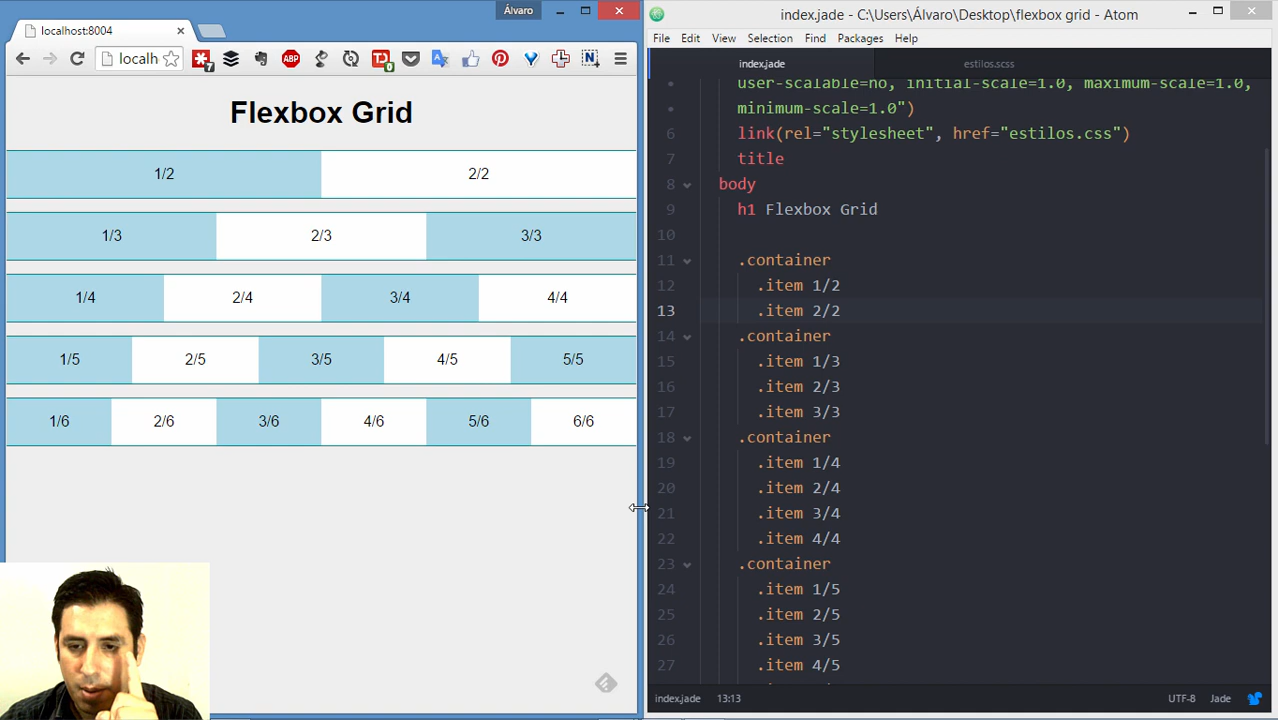 Álvaro
localhost:8004
localh
7
ABP
TD
0
N
Flexbox Grid
1/2 2/2
1/3 2/3 3/3
1/4 2/4 3/4 4/4
1/5 2/5 3/5 4/5 5/5
1/6 2/6 3/6 4/6 5/6 6/6
index.jade - C:\Users\Álvaro\Desktop\flexbox grid - Atom
File Edit View Selection Find Packages Help
index.jade estilos.scss
user-scalable=no, initial-scale=1.0, maximum-scale=1.0,
minimum-scale=1.0")
6 link(rel="stylesheet", href="estilos.css")
7 title
8 body
9 h1 Flexbox Grid
10
11 .container
12 .item 1/2
13 .item 2/2
14 .container
15 .item 1/3
16 .item 2/3
17 .item 3/3
18 .container
19 .item 1/4
20 .item 2/4
21 .item 3/4
22 .item 4/4
23 .container
24 .item 1/5
25 .item 2/5
26 .item 3/5
27 .item 4/5
index.jade 13:13 UTF-8 Jade